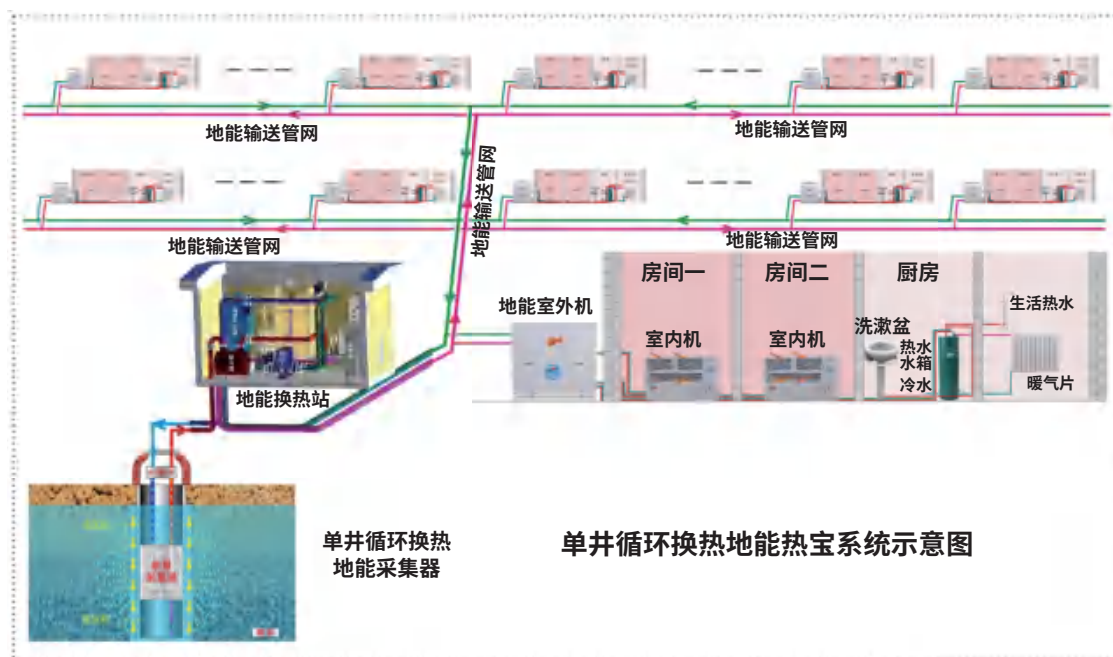 地能输送管网
地能输送管网
地能输送管网
地能输送管网
地能输送管网
房间一
房间二
厨房
地能室外机
生活热水
室内机
室内机
洗漱盆
热水
水箱
冷水
暖气片
地能换热站
单井循环换热
地能采集器
单井循环换热地能热宝系统示意图